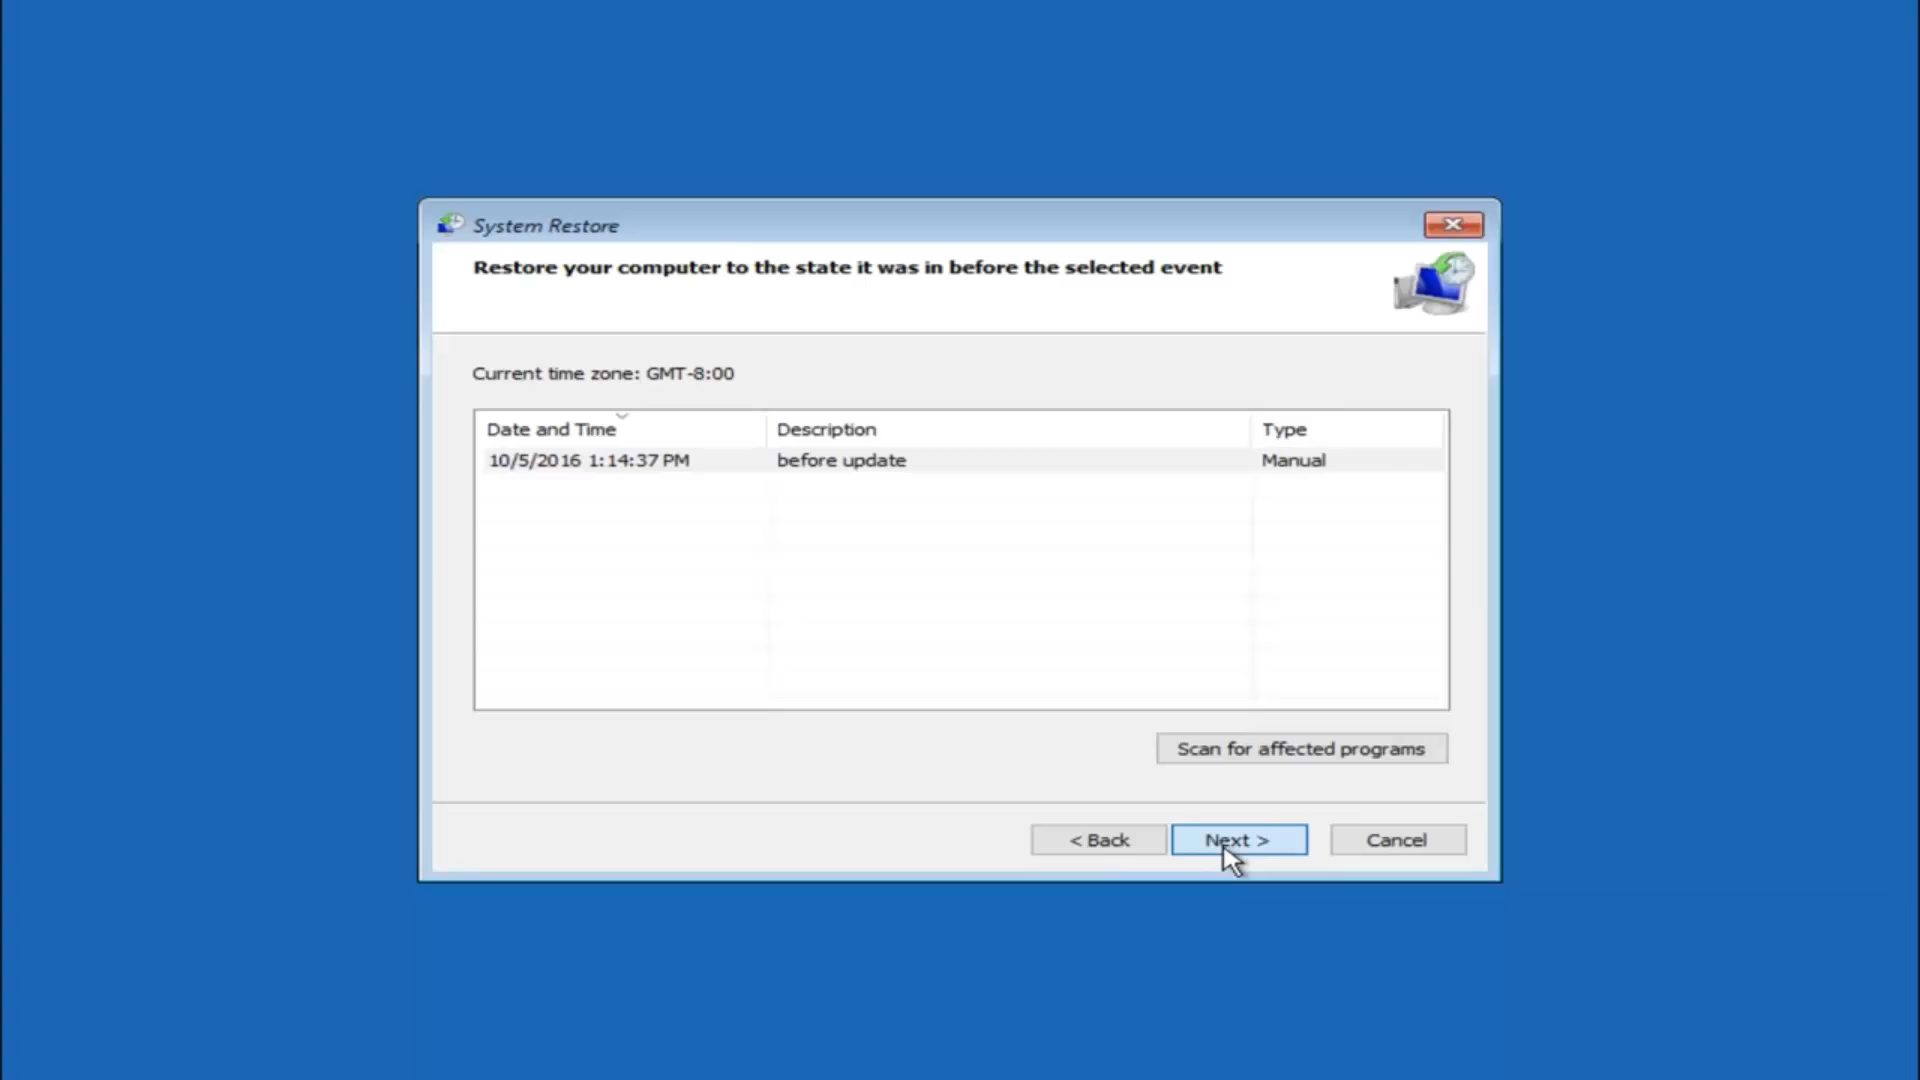 System Restore
Restore your computer to the state it was in before the selected event
Current time zone: GMT-8:00
Date and Time Description Type
10/5/2016 1:14:37 PM before update Manual
Scan for affected programs
< Back Next > Cancel